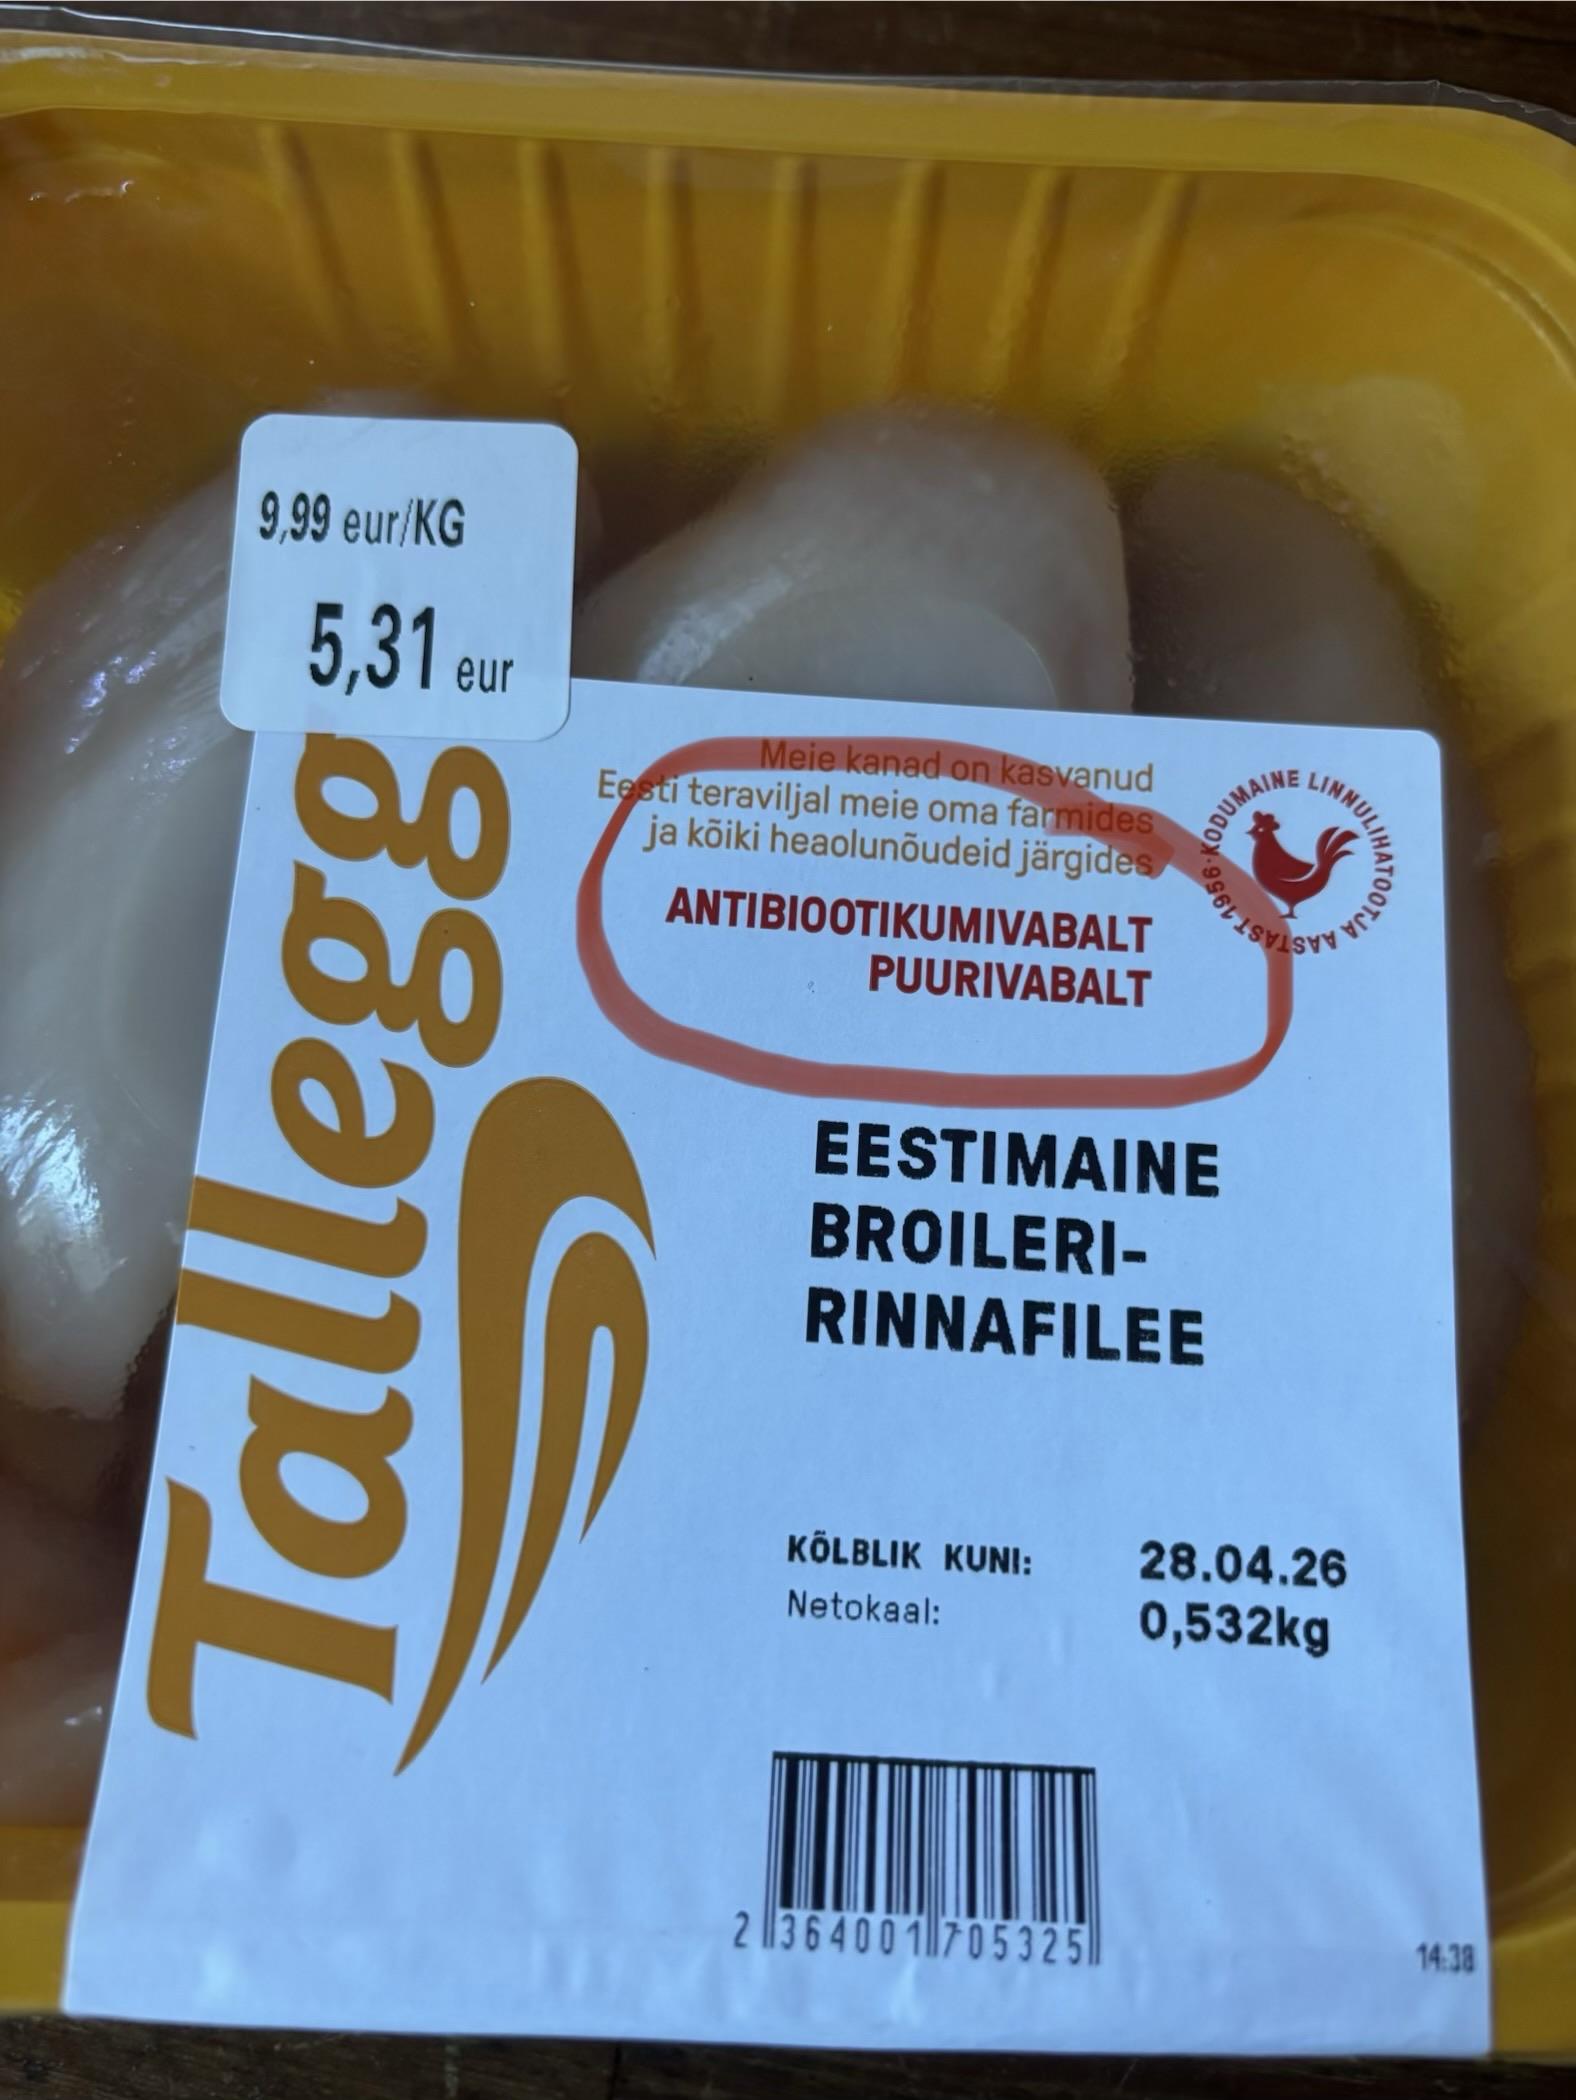 9,99 eur/KG
5,31 eur
Tallegg
Meie kanad on kasvanud
Eesti teraviljal meie oma farmides
ja kõiki heaolunõudeid järgides
ANTIBIOOTIKUMIVABALT
PUURIVABALT
KODUMAINE LINNULIHATOOTJA AASTAST 1956
EESTIMAINE
BROILERI-
RINNAFILEE
KÕLBLIK KUNI: 28.04.26
Netokaal: 0,532kg
2 364001 705325
14:38